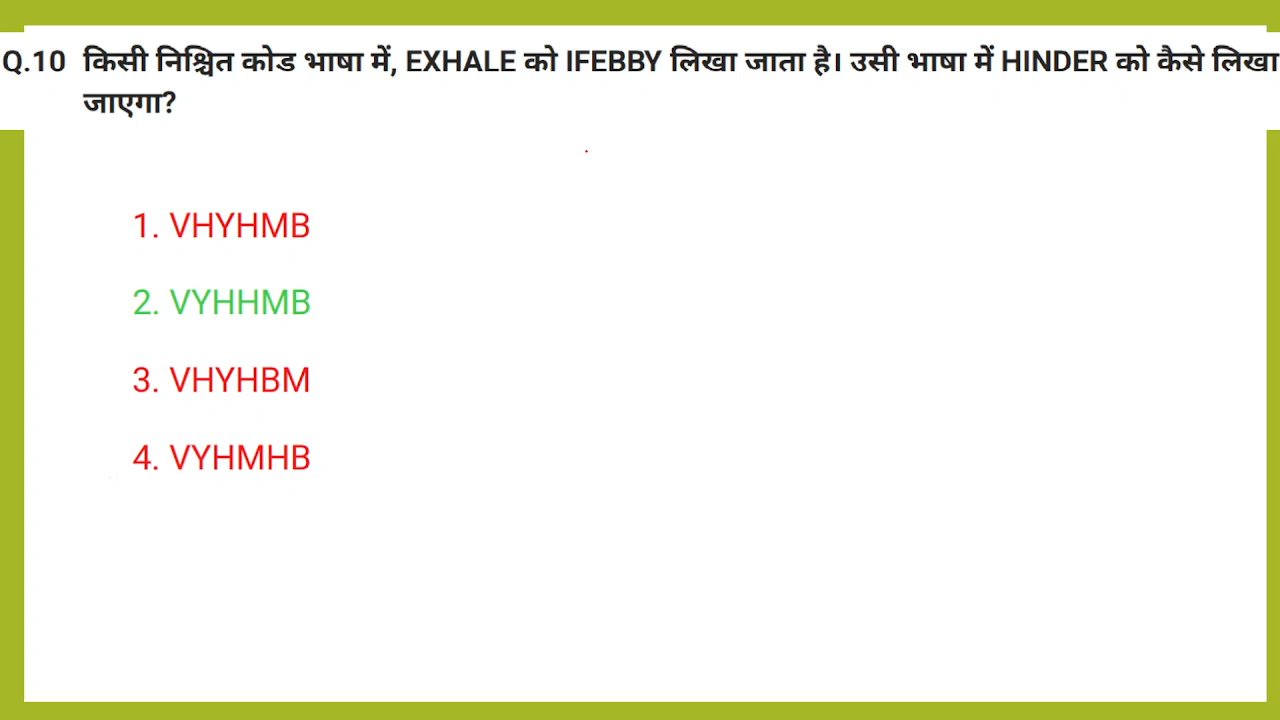 Q.10 किसी निश्चित कोड भाषा में, EXHALE को IFEBBY लिखा जाता है। उसी भाषा में HINDER को कैसे लिखा
जाएगा?
1. VHYHMB
2. VYHHMB
3. VHYHBM
4. VYHMHB